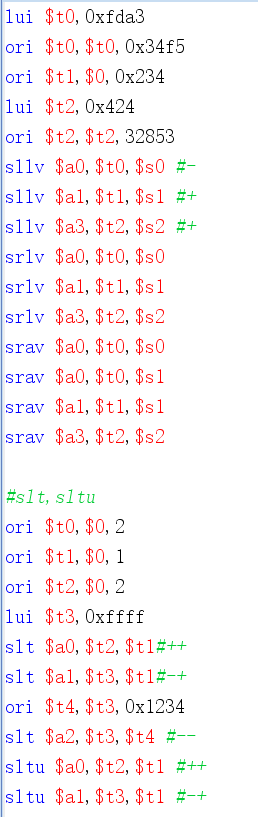 lui $t0,0xfda3
ori $t0,$t0,0x34f5
ori $t1,$0,0x234
lui $t2,0x424
ori $t2,$t2,32853
sllv $a0,$t0,$s0 #-
sllv $a1,$t1,$s1 #+
sllv $a3,$t2,$s2 #+
srlv $a0,$t0,$s0
srlv $a1,$t1,$s1
srlv $a3,$t2,$s2
srav $a0,$t0,$s0
srav $a0,$t0,$s1
srav $a1,$t1,$s1
srav $a3,$t2,$s2
#slt,sltu
ori $t0,$0,2
ori $t1,$0,1
ori $t2,$0,2
lui $t3,0xffff
slt $a0,$t2,$t1#++
slt $a1,$t3,$t1#-+
ori $t4,$t3,0x1234
slt $a2,$t3,$t4 #--
sltu $a0,$t2,$t1 #++
sltu $a1,$t3,$t1 #-+